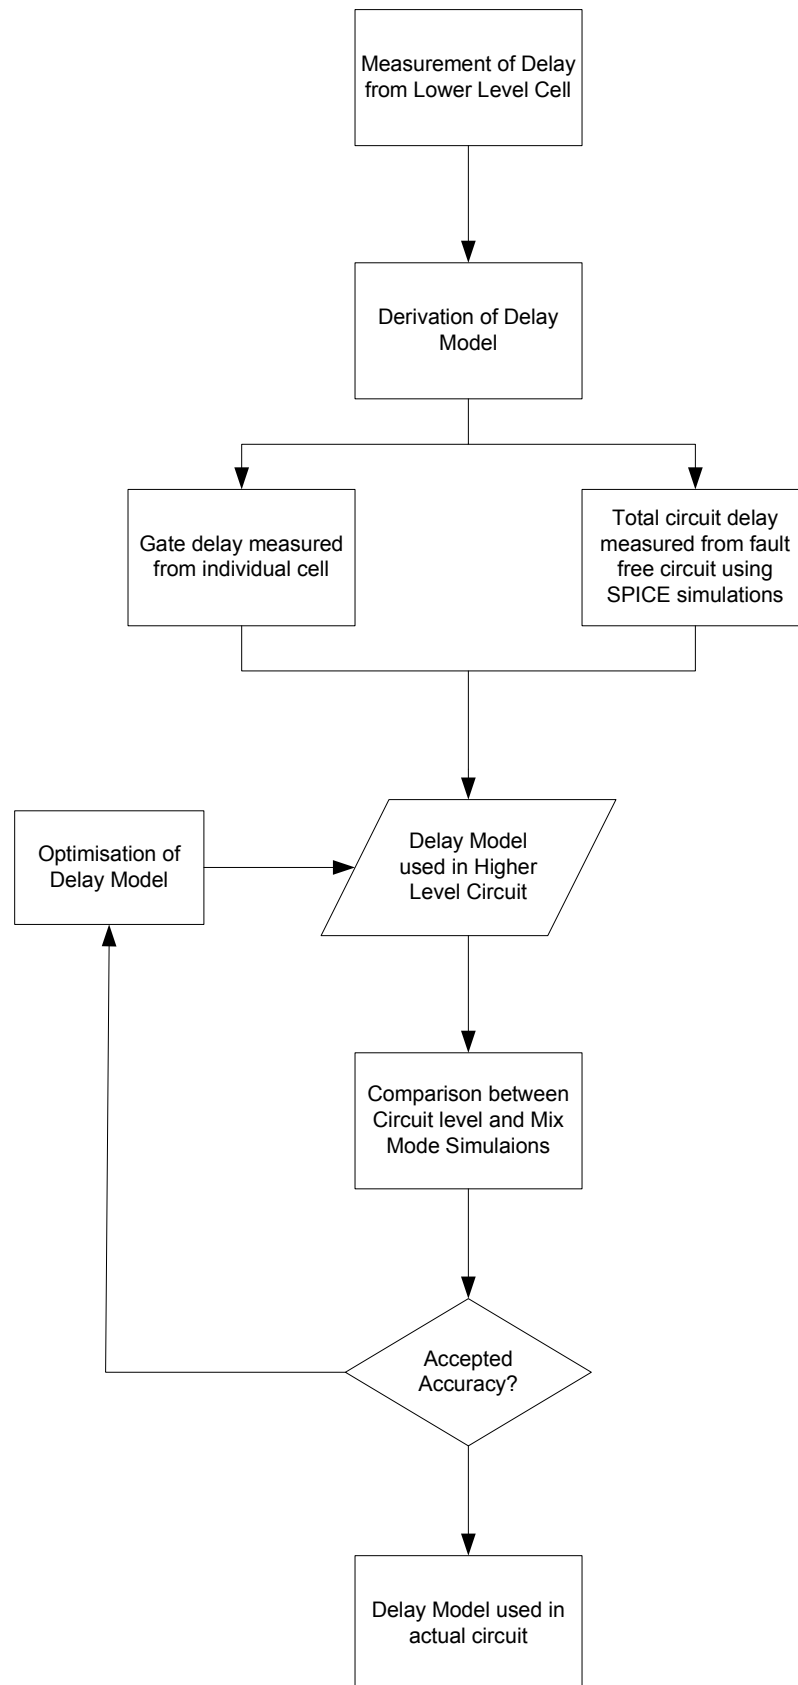 Measurement of Delay
from Lower Level Cell
Derivation of Delay
Model
Gate delay measured
from individual cell
Total circuit delay
measured from fault
free circuit using
SPICE simulations
Optimisation of
Delay Model
Delay Model
used in Higher
Level Circuit
Comparison between
Circuit level and Mix
Mode Simulaions
Accepted
Accuracy?
Delay Model used in
actual circuit